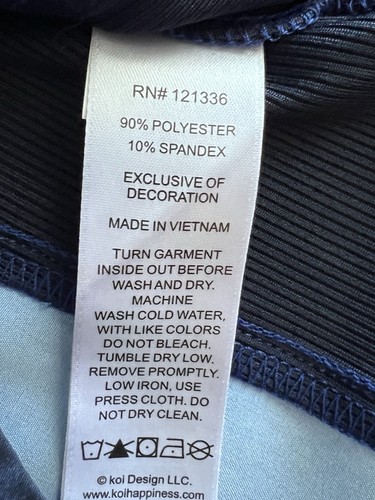 RN# 121336
90% POLYESTER
10% SPANDEX
EXCLUSIVE OF
DECORATION
MADE IN VIETNAM
TURN GARMENT
INSIDE OUT BEFORE
WASH AND DRY.
MACHINE
WASH COLD WATER,
WITH LIKE COLORS
DO NOT BLEACH.
TUMBLE DRY LOW.
REMOVE PROMPTLY.
LOW IRON, USE
PRESS CLOTH. DO
NOT DRY CLEAN.
© koi Design LLC.
www.koihappiness.com